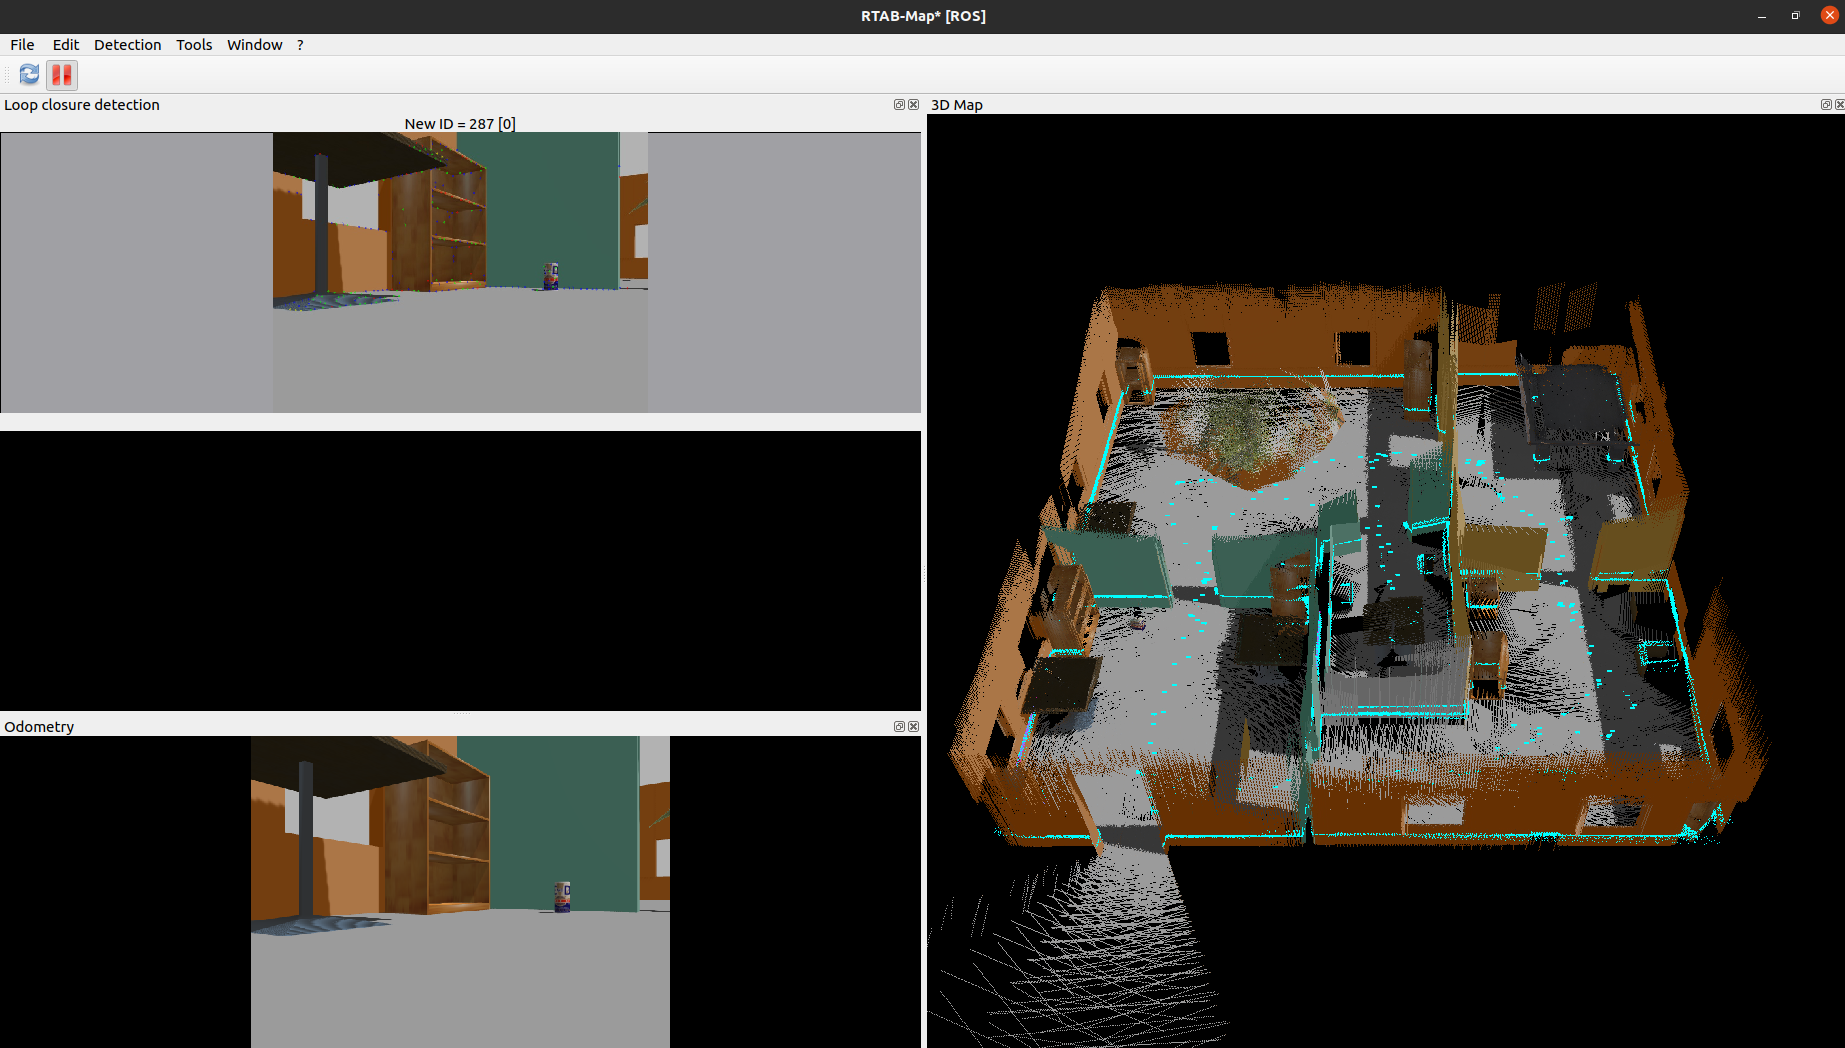 RTAB-Map* [ROS]
File Edit Detection Tools Window ?
Loop closure detection
New ID = 287 [0]
3D Map
Odometry